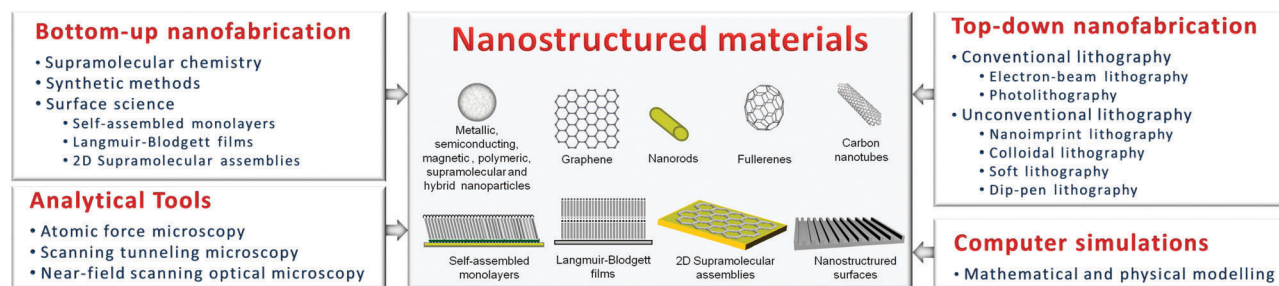 Bottom-up nanofabrication
• Supramolecular chemistry
• Synthetic methods
• Surface science
• Self-assembled monolayers
• Langmuir-Blodgett films
• 2D Supramolecular assemblies
Analytical Tools
• Atomic force microscopy
• Scanning tunneling microscopy
• Near-field scanning optical microscopy
Nanostructured materials
Metallic,
semiconducting,
magnetic, polymeric,
supramolecular and
hybrid nanoparticles
Graphene
Nanorods
Fullerenes
Carbon
nanotubes
Self-assembled
monolayers
Langmuir-Blodgett
films
2D Supramolecular
assemblies
Nanostructrured
surfaces
Top-down nanofabrication
• Conventional lithography
• Electron-beam lithography
• Photolithography
• Unconventional lithography
• Nanoimprint lithography
• Colloidal lithography
• Soft lithography
• Dip-pen lithography
Computer simulations
• Mathematical and physical modelling